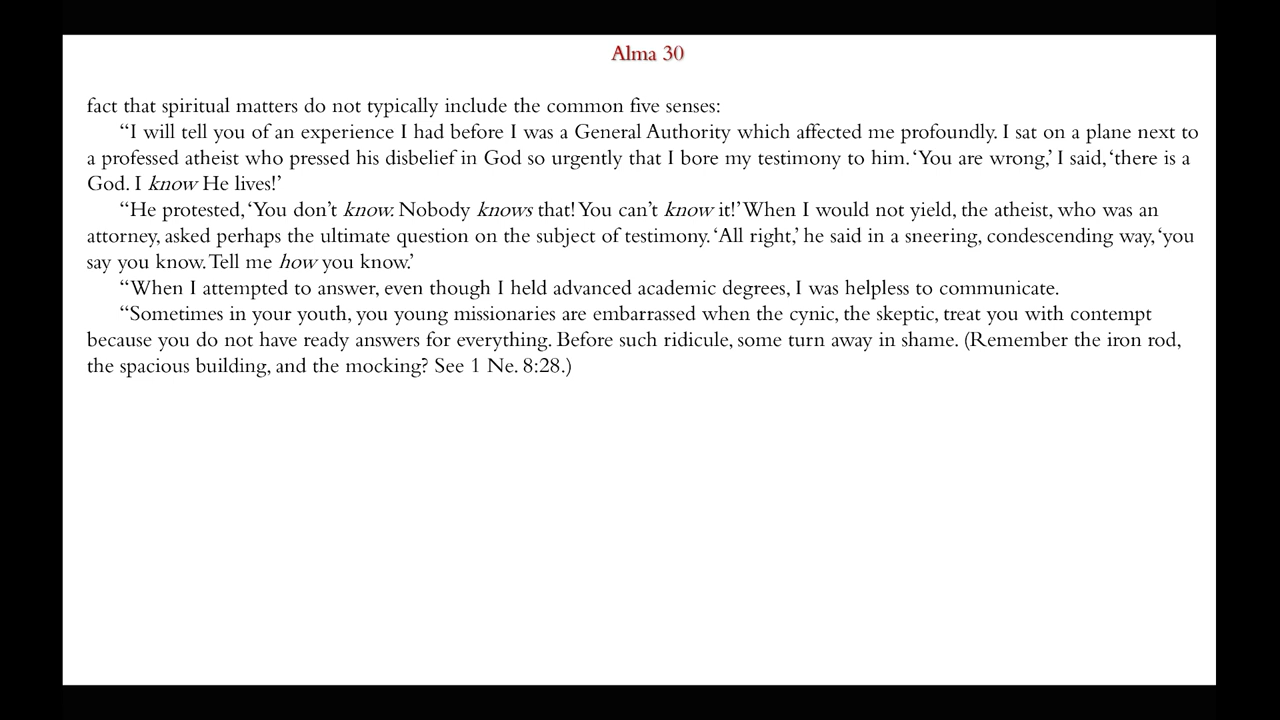 Alma 30
fact that spiritual matters do not typically include the common five senses:
“I will tell you of an experience I had before I was a General Authority which affected me profoundly. I sat on a plane next to
a professed atheist who pressed his disbelief in God so urgently that I bore my testimony to him. ‘You are wrong,’ I said, ‘there is a
God. I know He lives!’
“He protested, ‘You don’t know. Nobody knows that! You can’t know it!’ When I would not yield, the atheist, who was an
attorney, asked perhaps the ultimate question on the subject of testimony. ‘All right,’ he said in a sneering, condescending way, ‘you
say you know. Tell me how you know.’
“When I attempted to answer, even though I held advanced academic degrees, I was helpless to communicate.
“Sometimes in your youth, you young missionaries are embarrassed when the cynic, the skeptic, treat you with contempt
because you do not have ready answers for everything. Before such ridicule, some turn away in shame. (Remember the iron rod,
the spacious building, and the mocking? See 1 Ne. 8:28.)